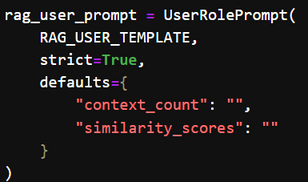 rag_user_prompt = UserRolePrompt(
    RAG_USER_TEMPLATE,
    strict=True,
    defaults={
        "context_count": "",
        "similarity_scores": ""
    }
)